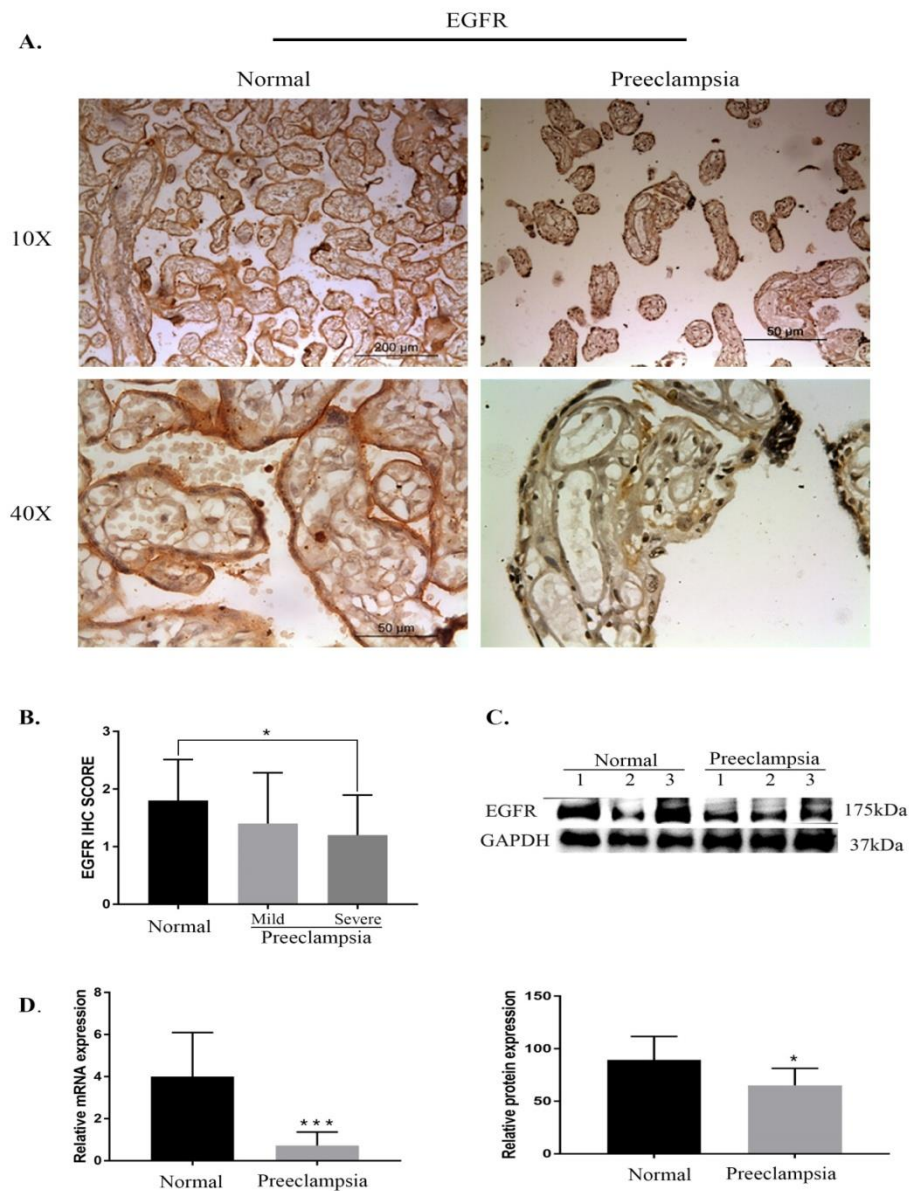 EGFR
A.
Normal Preeclampsia
10X
200 µm
50 µm
40X
50 µm
B.
EGFR IHC SCORE
3
2
1
0
*
Normal
Mild Severe
Preeclampsia
C.
Normal Preeclampsia
1 2 3 1 2 3
EGFR 175kDa
GAPDH 37kDa
D.
Relative mRNA expression
8
6
4
2
0
***
Normal Preeclampsia
Relative protein expression
150
100
50
0
*
Normal Preeclampsia